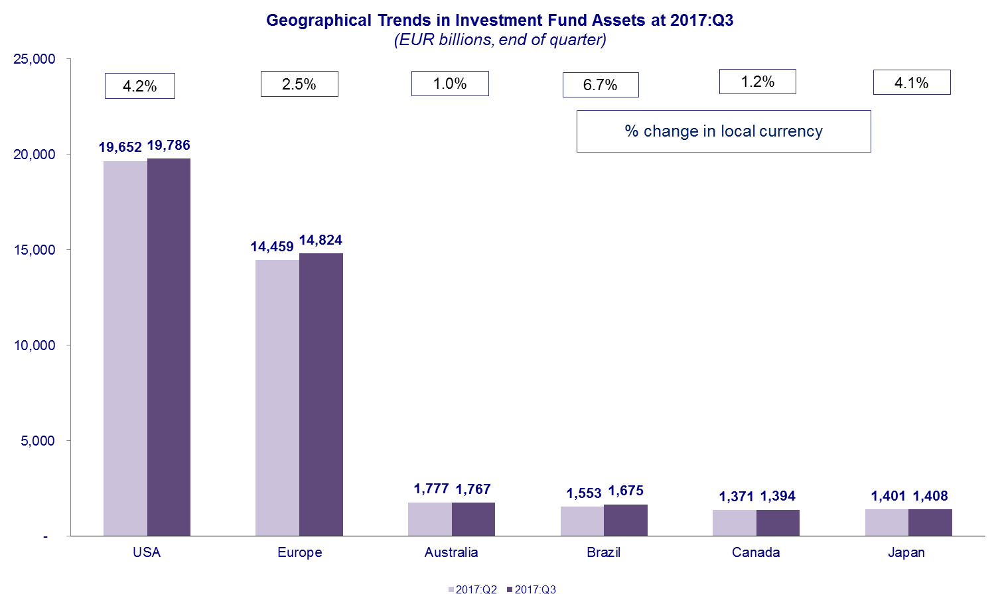 Geographical Trends in Investment Fund Assets at 2017:Q3
(EUR billions, end of quarter)
25,000
4.2% 2.5% 1.0% 6.7% 1.2% 4.1%
% change in local currency
19,652 19,786
20,000
14,459 14,824
15,000
10,000
5,000
1,777 1,767 1,553 1,675 1,371 1,394 1,401 1,408
-
USA Europe Australia Brazil Canada Japan
2017:Q2 2017:Q3